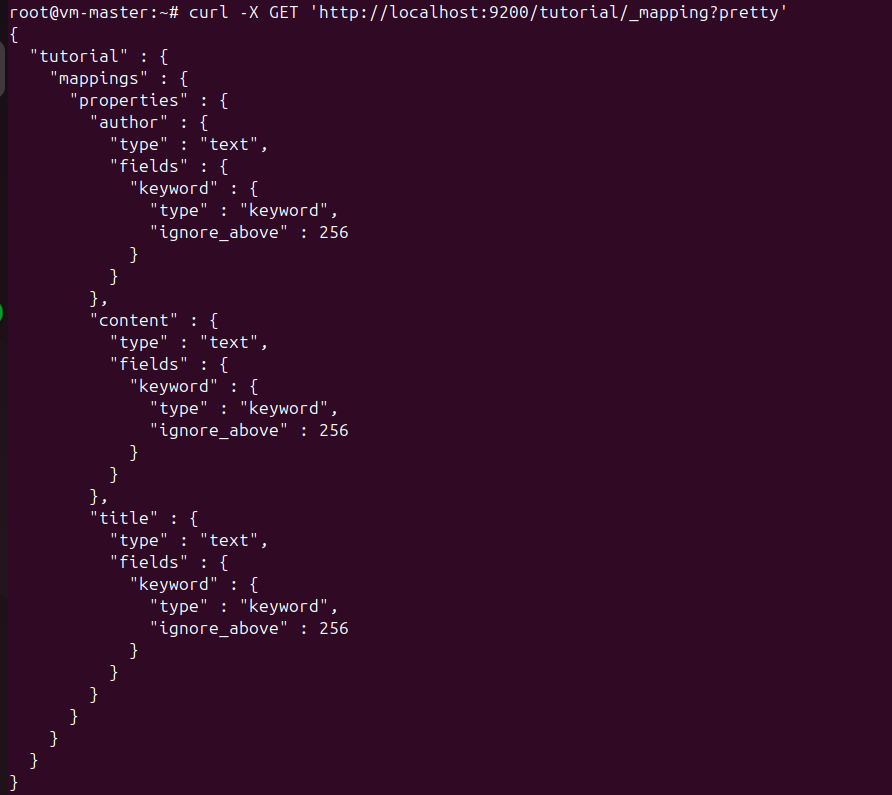 root@vm-master:~# curl -X GET 'http://localhost:9200/tutorial/_mapping?pretty'
{
  "tutorial" : {
    "mappings" : {
      "properties" : {
        "author" : {
          "type" : "text",
          "fields" : {
            "keyword" : {
              "type" : "keyword",
              "ignore_above" : 256
            }
          }
        },
        "content" : {
          "type" : "text",
          "fields" : {
            "keyword" : {
              "type" : "keyword",
              "ignore_above" : 256
            }
          }
        },
        "title" : {
          "type" : "text",
          "fields" : {
            "keyword" : {
              "type" : "keyword",
              "ignore_above" : 256
            }
          }
        }
      }
    }
  }
}